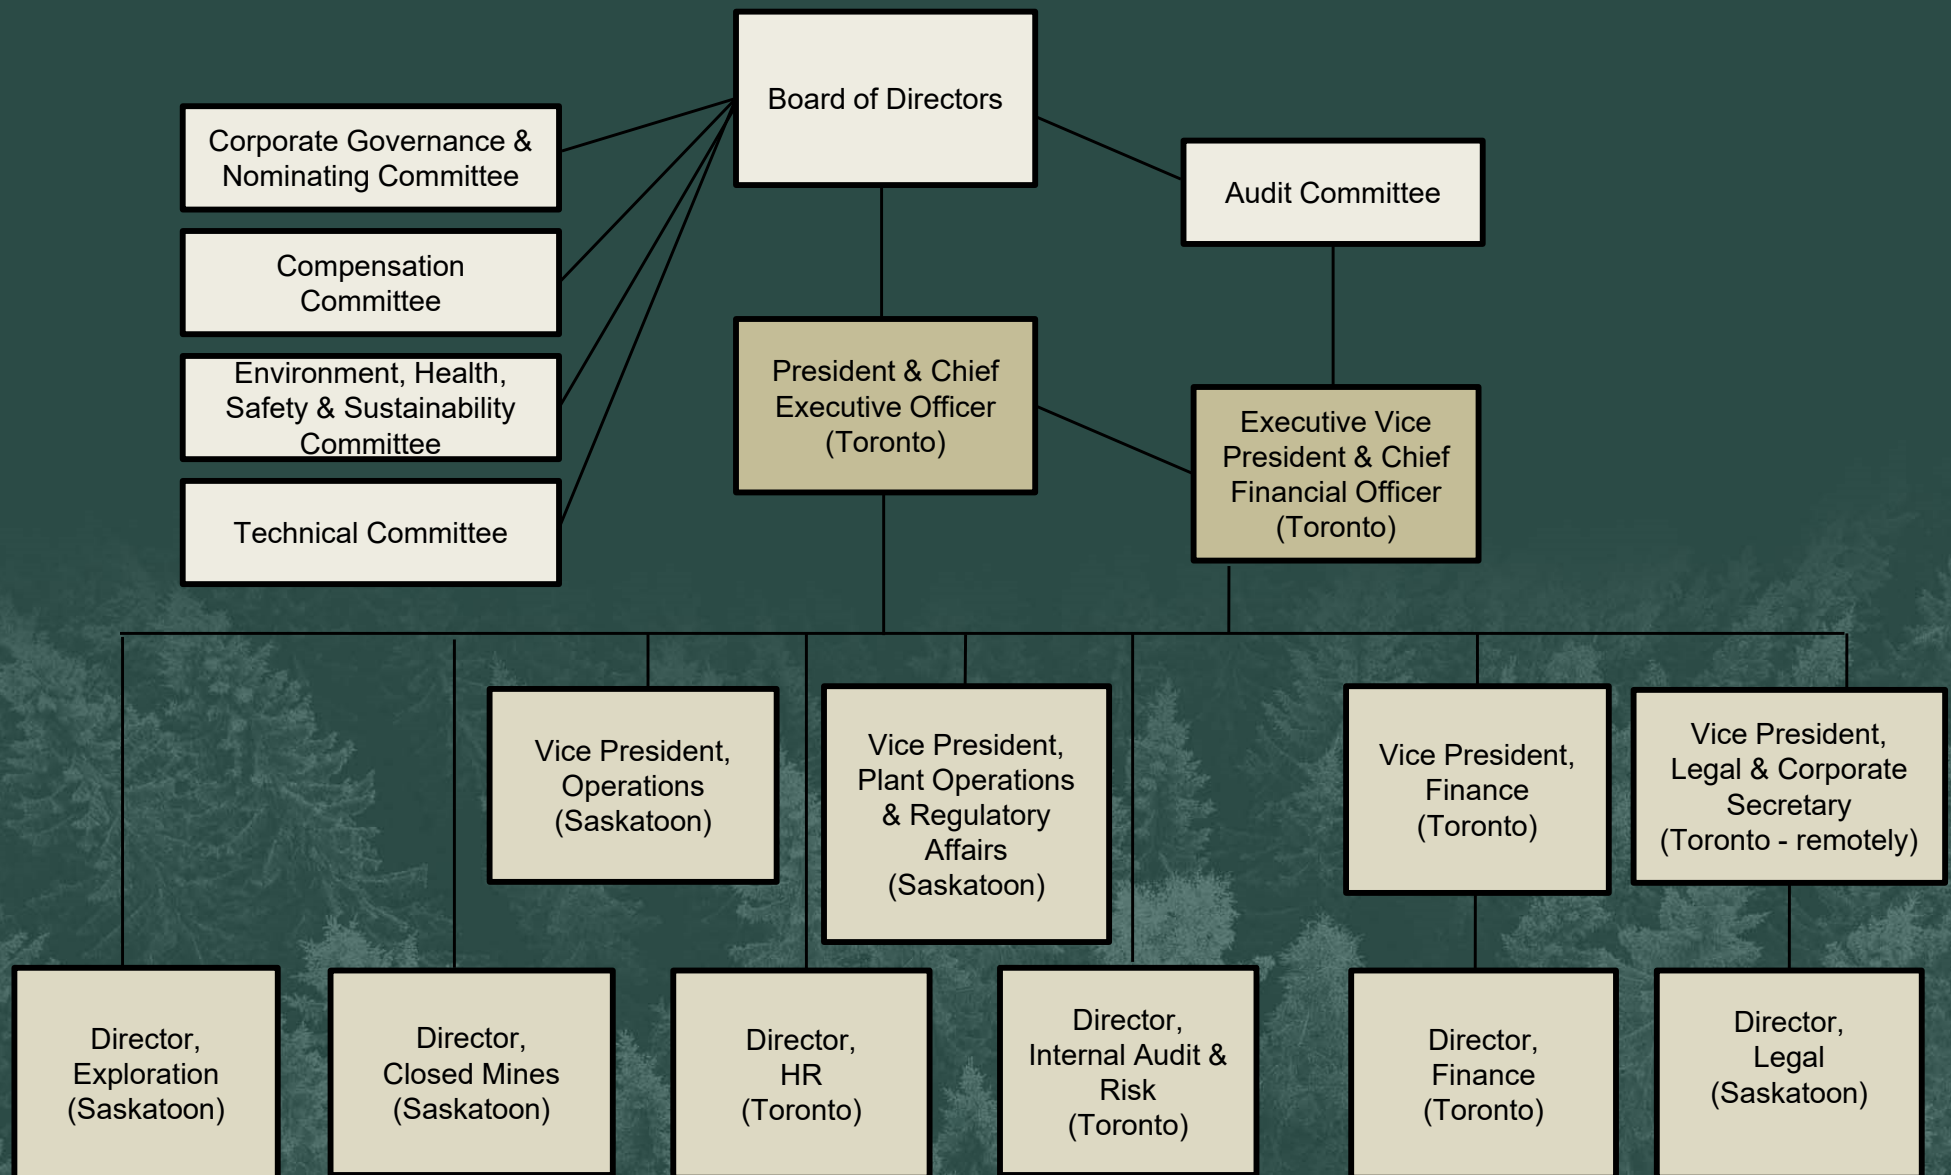 Board of Directors
Corporate Governance &
Nominating Committee
Audit Committee
Compensation
Committee
Environment, Health,
Safety & Sustainability
Committee
Technical Committee
President & Chief
Executive Officer
(Toronto)
Executive Vice
President & Chief
Financial Officer
(Toronto)
Vice President,
Operations
(Saskatoon)
Vice President,
Plant Operations
& Regulatory
Affairs
(Saskatoon)
Vice President,
Finance
(Toronto)
Vice President,
Legal & Corporate
Secretary
(Toronto - remotely)
Director,
Exploration
(Saskatoon)
Director,
Closed Mines
(Saskatoon)
Director,
HR
(Toronto)
Director,
Internal Audit &
Risk
(Toronto)
Director,
Finance
(Toronto)
Director,
Legal
(Saskatoon)